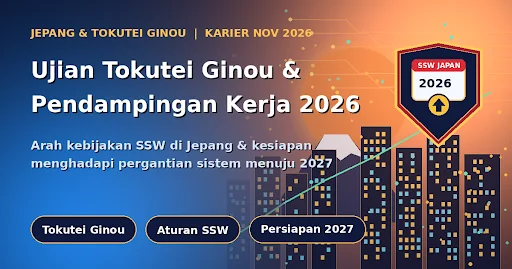 JEPANG & TOKUTEI GINOU | KARIER NOV 2026
Ujian Tokutei Ginou &
Pendampingan Kerja 2026
Arah kebijakan SSW di Jepang & kesiapan
menghadapi pergantian sistem menuju 2027
SSW JAPAN
2026
Tokutei Ginou
Aturan SSW
Persiapan 2027